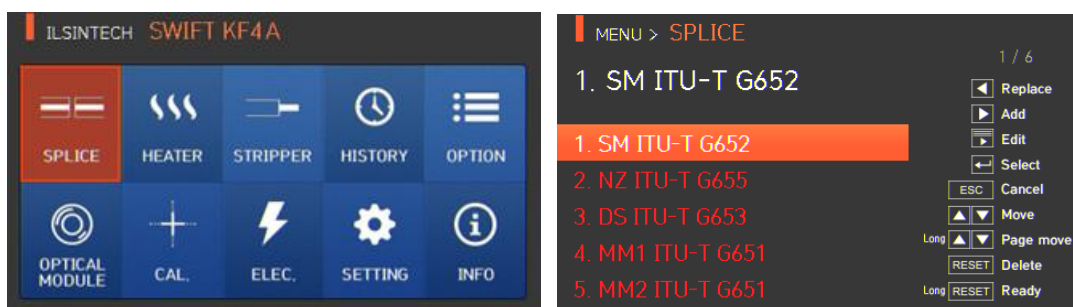 ILSINTECH SWIFT KF4A
SPLICE
HEATER
STRIPPER
HISTORY
OPTION
OPTICAL
MODULE
CAL.
ELEC.
SETTING
INFO
MENU > SPLICE
1 / 6
1. SM ITU-T G652
1. SM ITU-T G652
2. NZ ITU-T G655
3. DS ITU-T G653
4. MM1 ITU-T G651
5. MM2 ITU-T G651
Replace
Add
Edit
Select
ESC Cancel
Move
Long Page move
RESET Delete
Long RESET Ready